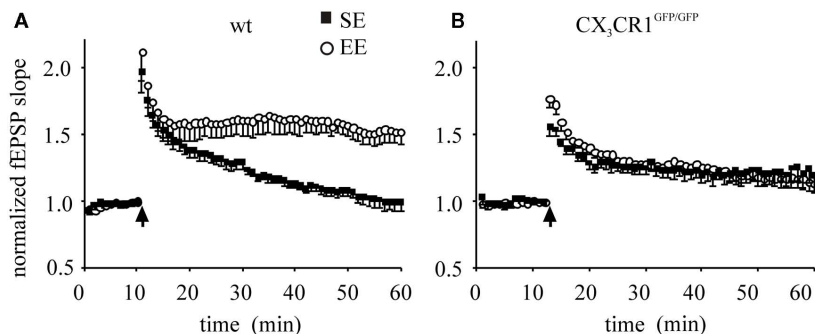 A
wt
SE
EE
B
CX₃CR1^GFP/GFP
normalized fEPSP slope
2.0
1.5
1.0
0.5
0 10 20 30 40 50 60
time (min)
2.0
1.5
1.0
0.5
0 10 20 30 40 50 60
time (min)